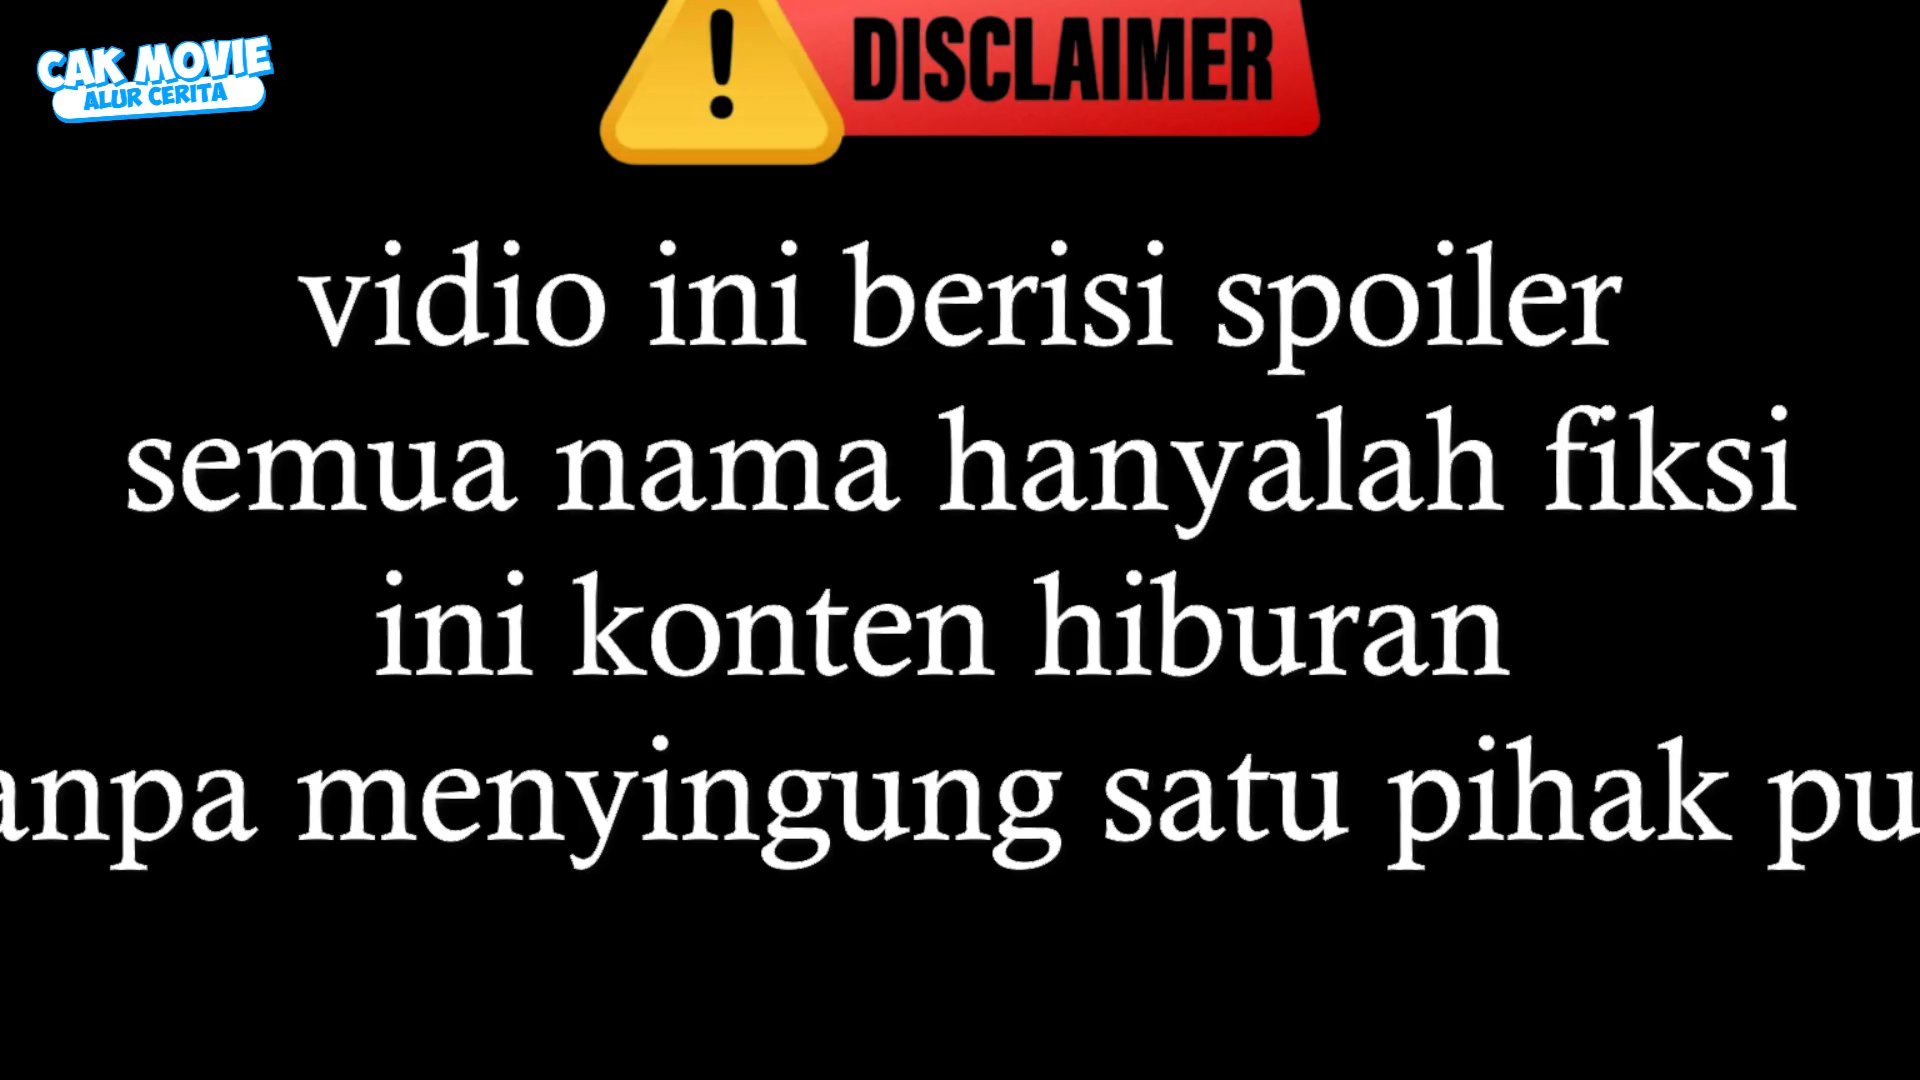 CAK MOVIE
ALUR CERITA
DISCLAIMER
vidio ini berisi spoiler
semua nama hanyalah fiksi
ini konten hiburan
anpa menyingung satu pihak pu